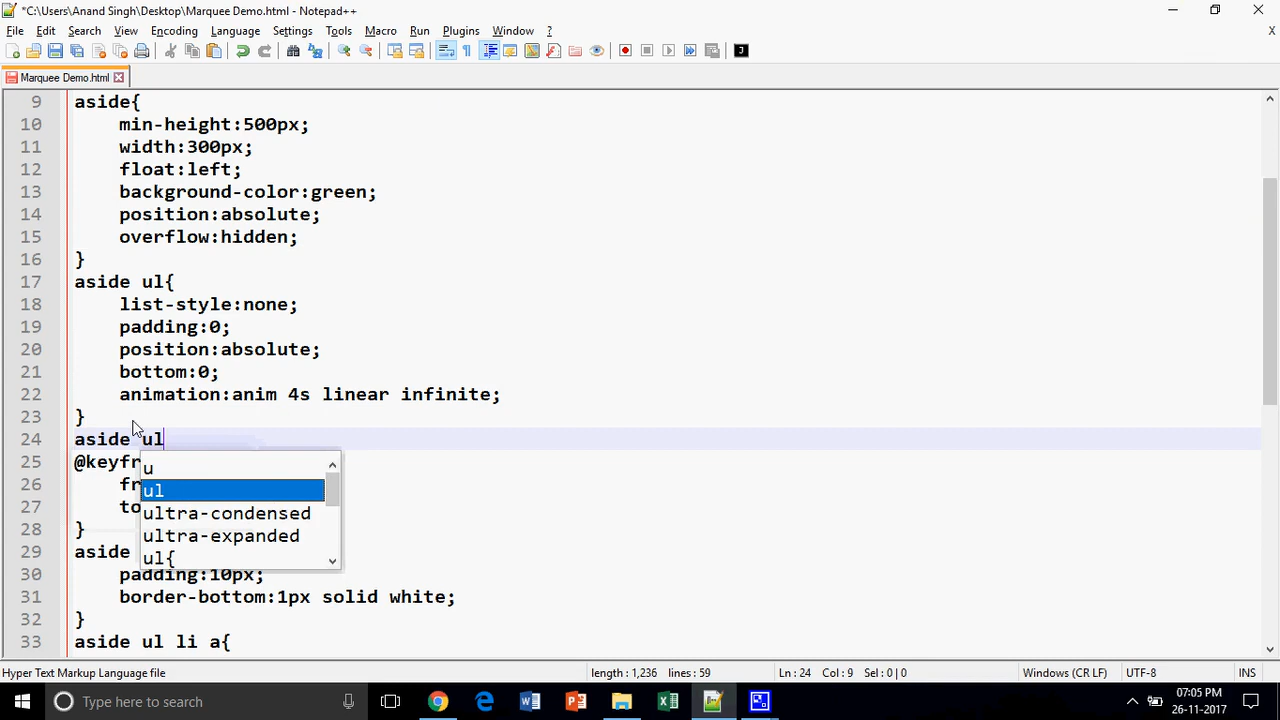 *C:\Users\Anand Singh\Desktop\Marquee Demo.html - Notepad++
File Edit Search View Encoding Language Settings Tools Macro Run Plugins Window ? X
Marquee Demo.html
9 aside{
10 min-height:500px;
11 width:300px;
12 float:left;
13 background-color:green;
14 position:absolute;
15 overflow:hidden;
16 }
17 aside ul{
18 list-style:none;
19 padding:0;
20 position:absolute;
21 bottom:0;
22 animation:anim 4s linear infinite;
23 }
24 aside ul
25 @keyfr
26 fr
27 to
28 }
29 aside
u
ul
ultra-condensed
ultra-expanded
ul{
30 padding:10px;
31 border-bottom:1px solid white;
32 }
33 aside ul li a{
Hyper Text Markup Language file length : 1,236 lines : 59 Ln : 24 Col : 9 Sel : 0 | 0 Windows (CR LF) UTF-8 INS
Type here to search
07:05 PM
26-11-2017